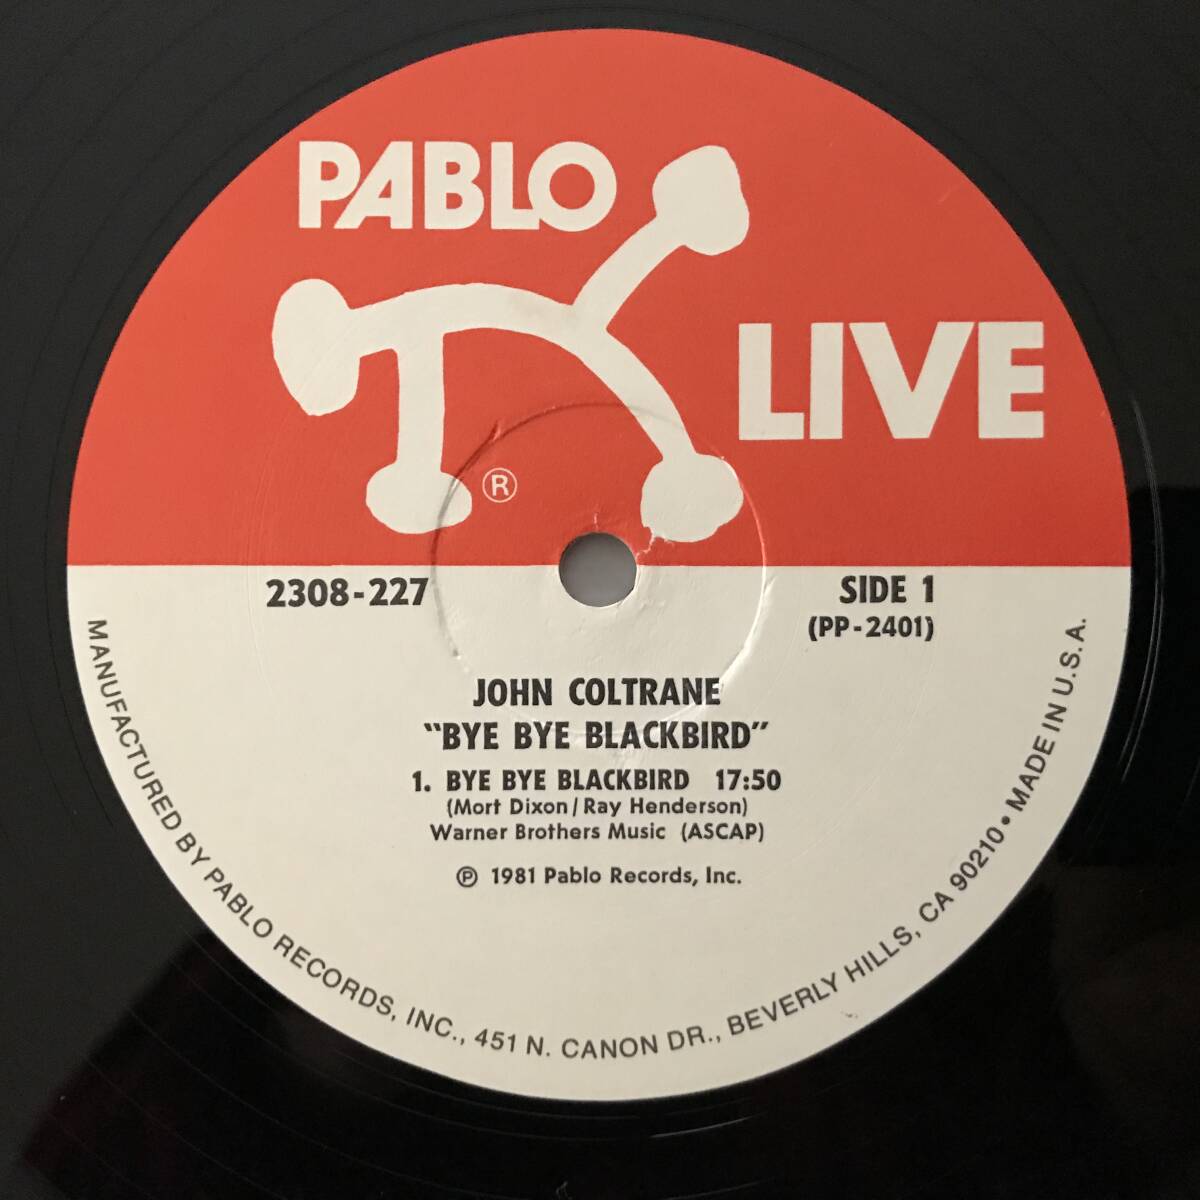 PABLO
LIVE
®
2308-227
SIDE 1
(PP-2401)
JOHN COLTRANE
"BYE BYE BLACKBIRD"
1. BYE BYE BLACKBIRD 17:50
(Mort Dixon/Ray Henderson)
Warner Brothers Music (ASCAP)
℗ 1981 Pablo Records, Inc.
MANUFACTURED BY PABLO RECORDS, INC., 451 N. CANON DR., BEVERLY HILLS, CA 90210 • MADE IN U.S.A.